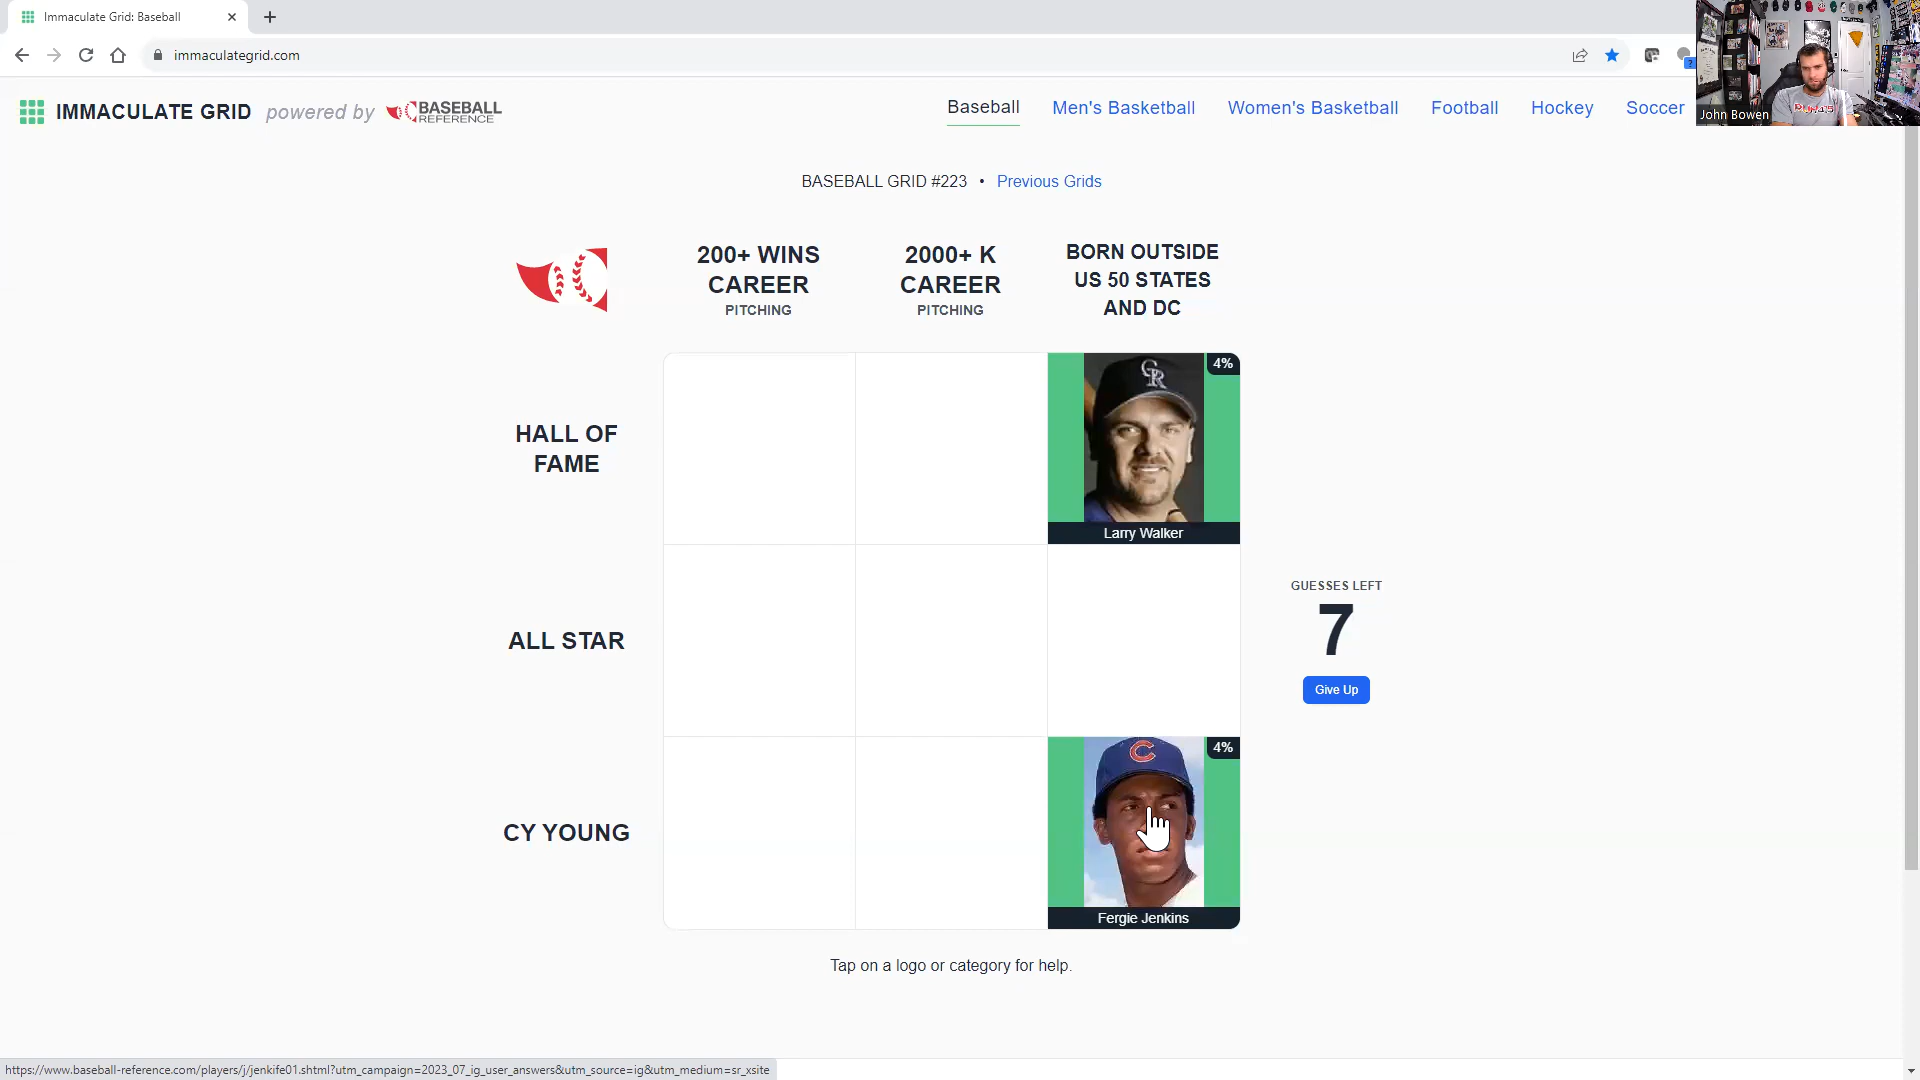 Immaculate Grid: Baseball
immaculategrid.com
John Bowen
IMMACULATE GRID powered by BASEBALL REFERENCE
Baseball Men's Basketball Women's Basketball Football Hockey Soccer
BASEBALL GRID #223 • Previous Grids
200+ WINS
CAREER
PITCHING
2000+ K
CAREER
PITCHING
BORN OUTSIDE
US 50 STATES
AND DC
HALL OF
FAME
4%
Larry Walker
ALL STAR
GUESSES LEFT
7
Give Up
CY YOUNG
4%
Fergie Jenkins
Tap on a logo or category for help.
https://www.baseball-reference.com/players/j/jenkife01.shtml?utm_campaign=2023_07_ig_user_answers&utm_source=ig&utm_medium=sr_xsite